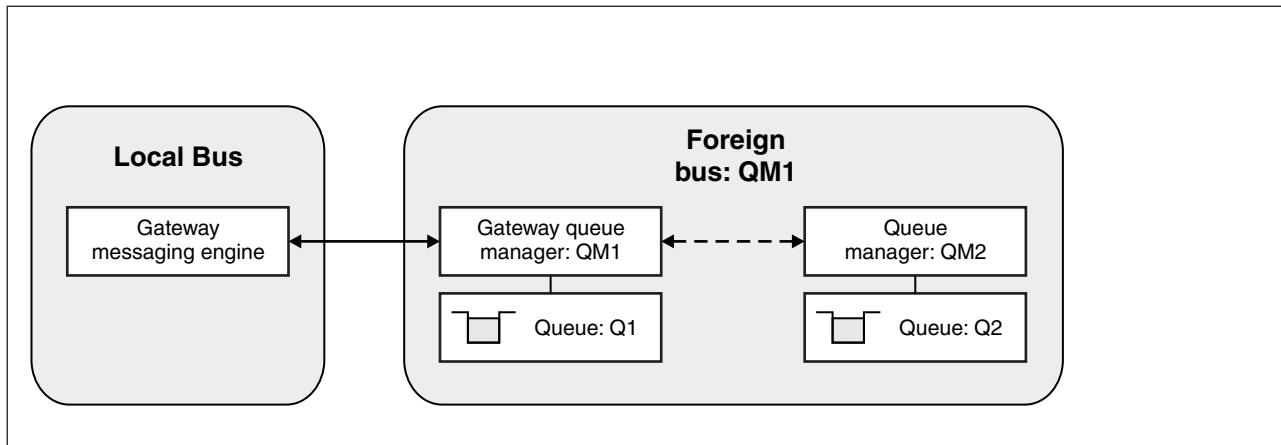 Local Bus
Gateway
messaging engine
Foreign
bus: QM1
Gateway queue
manager: QM1
Queue: Q1
Queue
manager: QM2
Queue: Q2